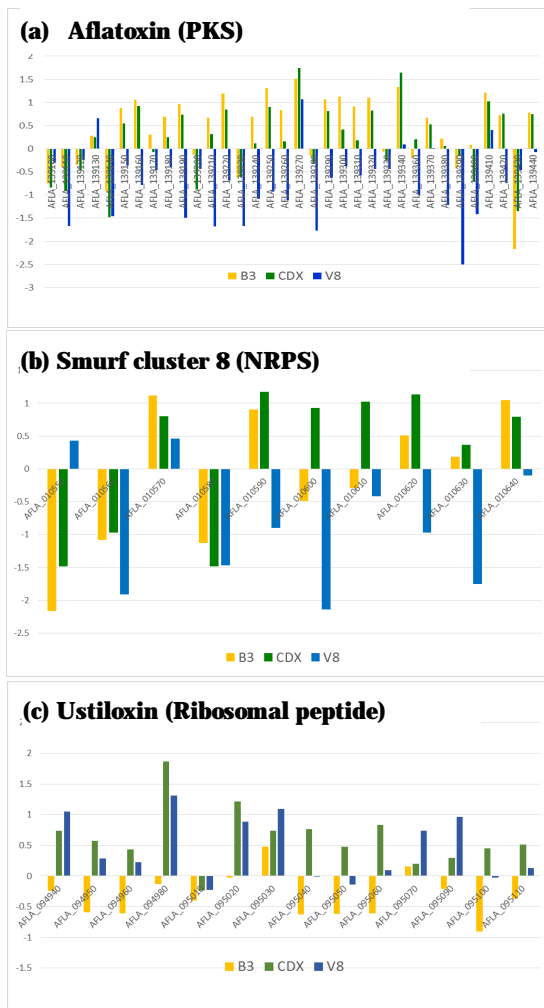 (a) Aflatoxin (PKS)
2
1.5
1
0.5
0
-0.5
-1
-1.5
-2
-2.5
-3
AFLA_139130
AFLA_139150
AFLA_139160
AFLA_139170
AFLA_139180
AFLA_139190
AFLA_139210
AFLA_139220
AFLA_139240
AFLA_139250
AFLA_139260
AFLA_139270
AFLA_139290
AFLA_139300
AFLA_139310
AFLA_139320
AFLA_139340
AFLA_139360
AFLA_139370
AFLA_139380
AFLA_139410
AFLA_139420
AFLA_139440
B3 CDX V8
(b) Smurf cluster 8 (NRPS)
1
0.5
0
-0.5
-1
-1.5
-2
-2.5
AFLA_010570
AFLA_010590
AFLA_010600
AFLA_010610
AFLA_010620
AFLA_010630
AFLA_010640
B3 CDX V8
(c) Ustiloxin (Ribosomal peptide)
2
1.5
1
0.5
0
-0.5
-1
-1.5
AFLA_094940
AFLA_094950
AFLA_094960
AFLA_094980
AFLA_095010
AFLA_095020
AFLA_095030
AFLA_095040
AFLA_095050
AFLA_095060
AFLA_095070
AFLA_095090
AFLA_095100
AFLA_095110
B3 CDX V8